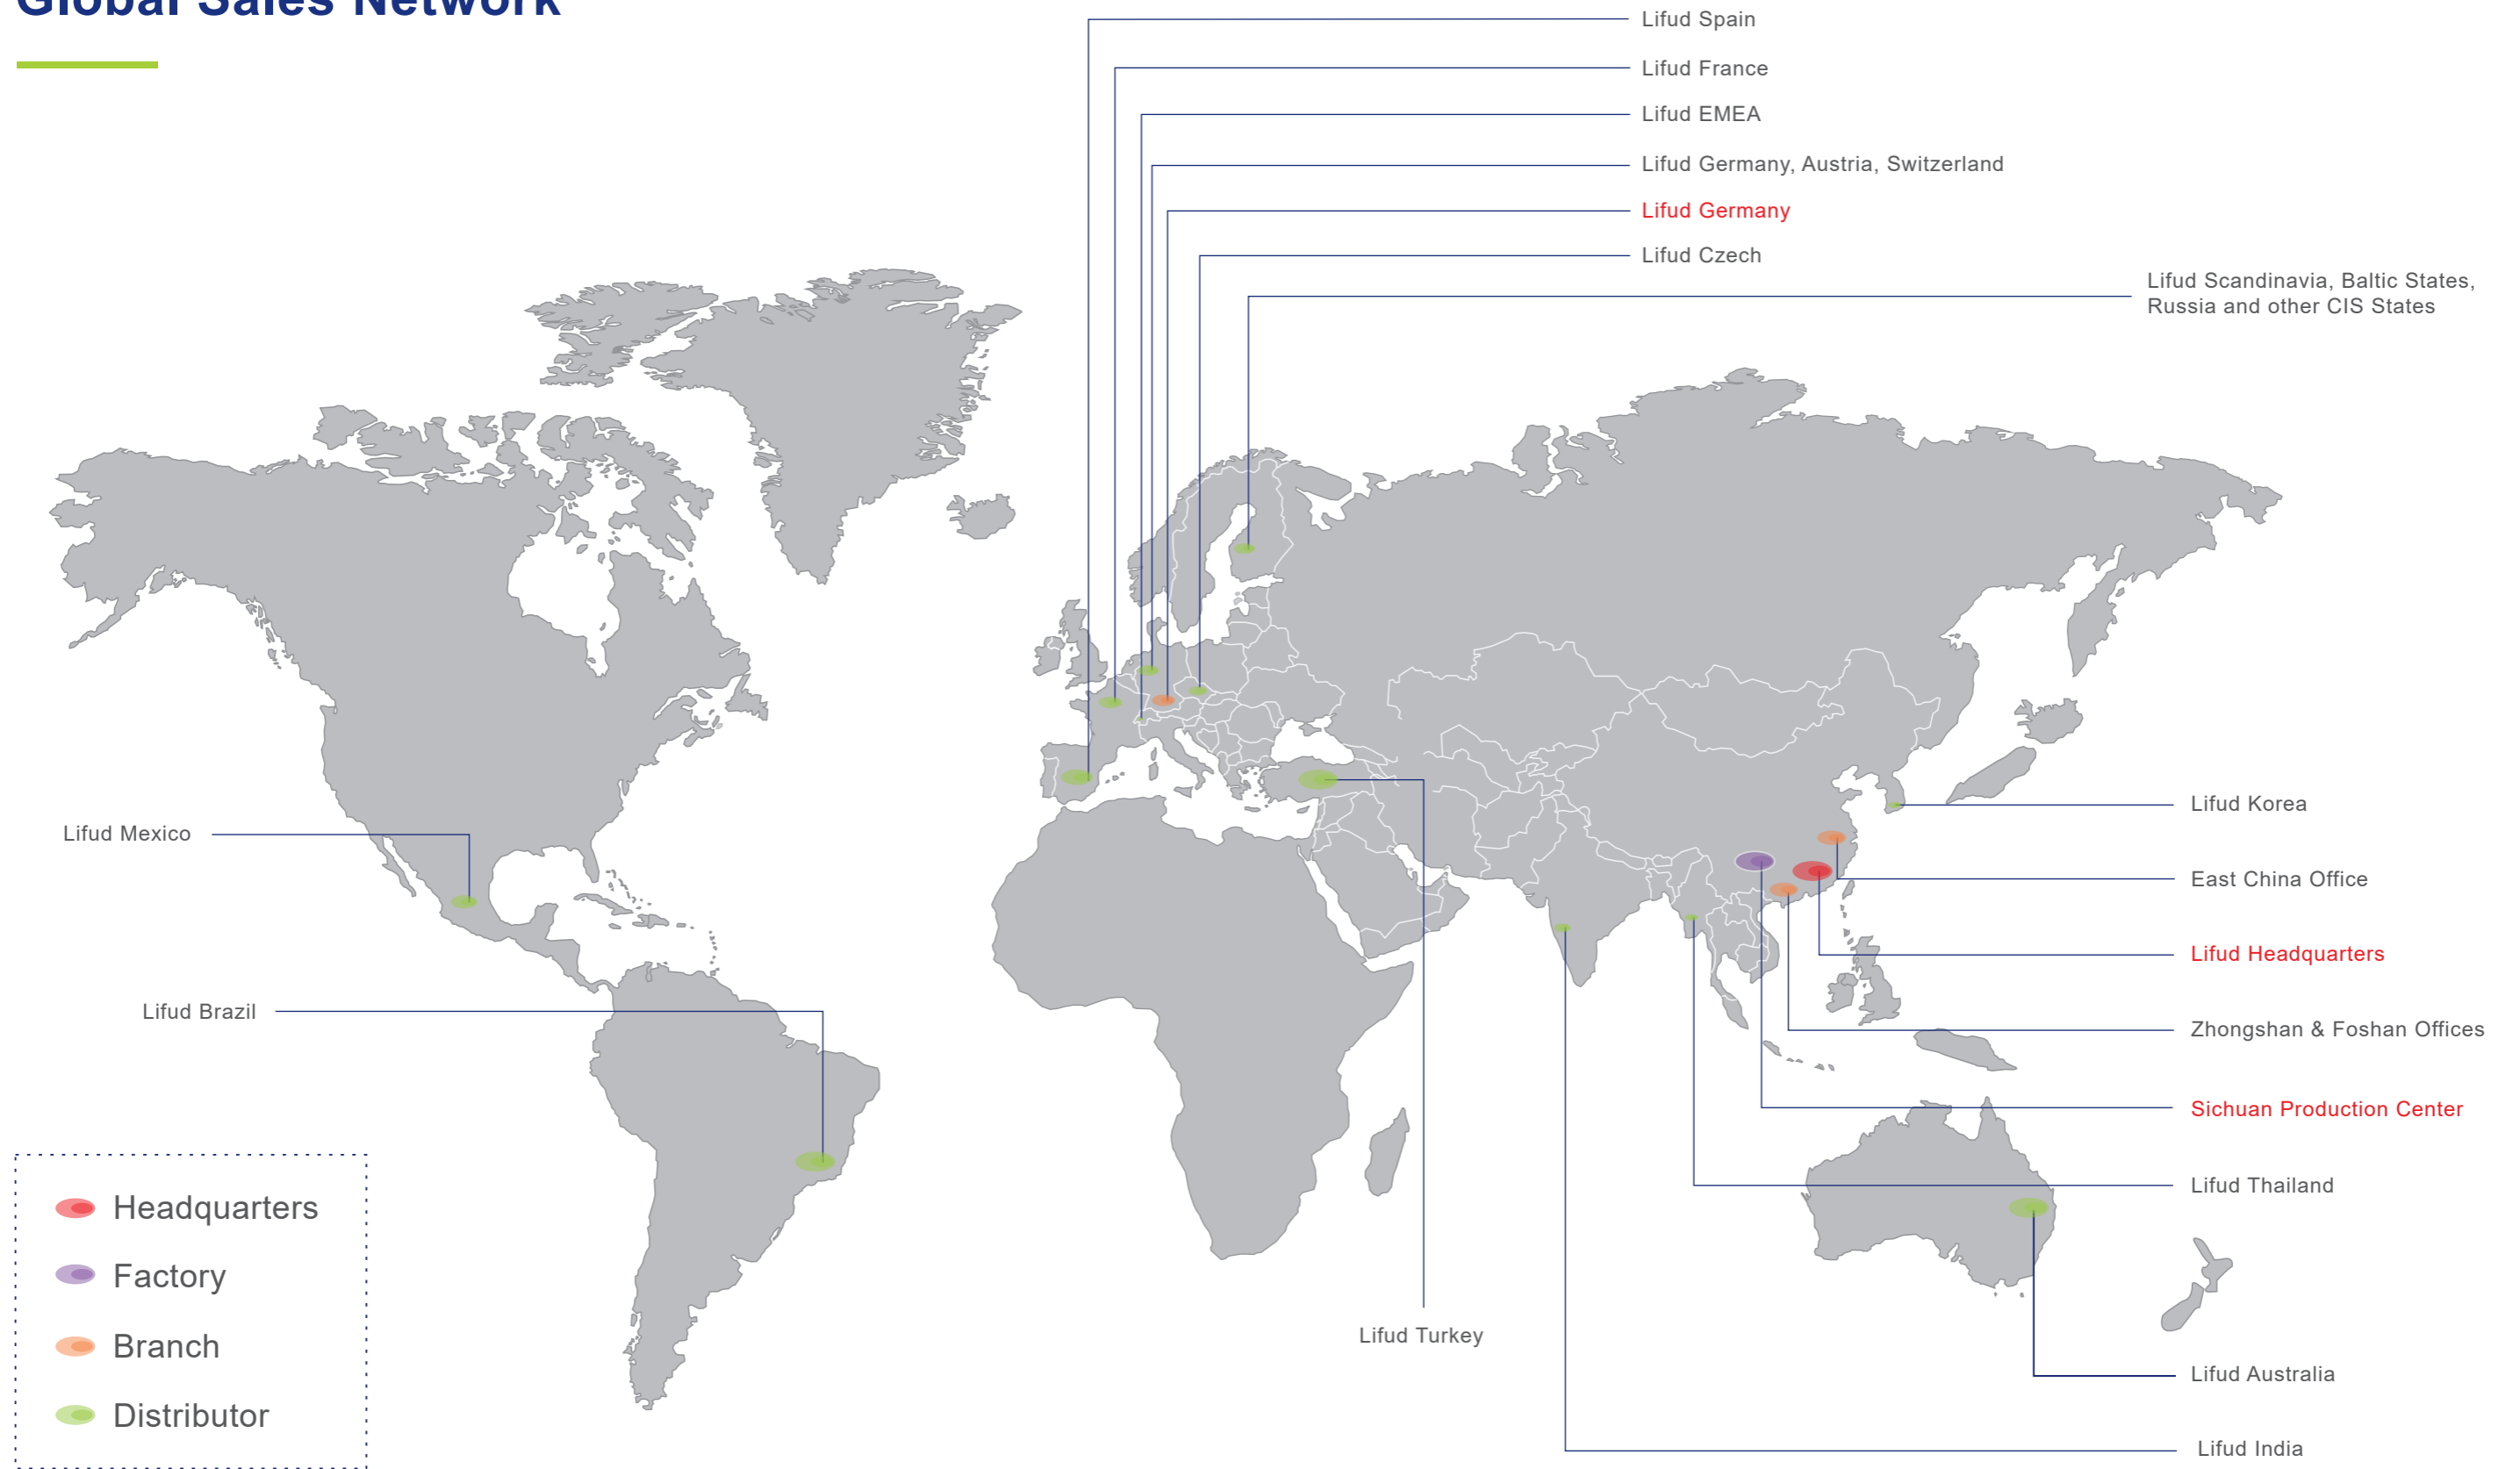 Global Sales Network
Lifud Spain
Lifud France
Lifud EMEA
Lifud Germany, Austria, Switzerland
Lifud Germany
Lifud Czech
Lifud Scandinavia, Baltic States,
Russia and other CIS States
Lifud Korea
Lifud Mexico
East China Office
Lifud Headquarters
Lifud Brazil
Zhongshan & Foshan Offices
Sichuan Production Center
Lifud Thailand
Headquarters
Factory
Lifud Turkey
Branch
Lifud Australia
Distributor
Lifud India